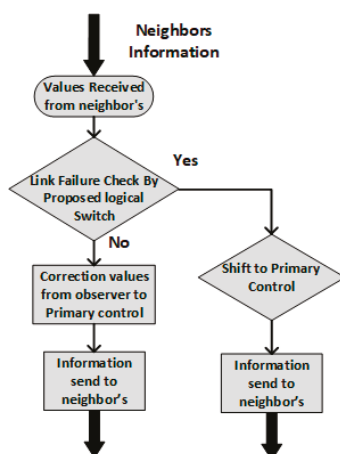 Neighbors
Information
Values Received
from neighbor's
Yes
Link Failure Check By
Proposed logical
Switch
No
Shift to Primary
Control
Correction values
from observer to
Primary control
Information
send to
neighbor's
Information
send to
neighbor's